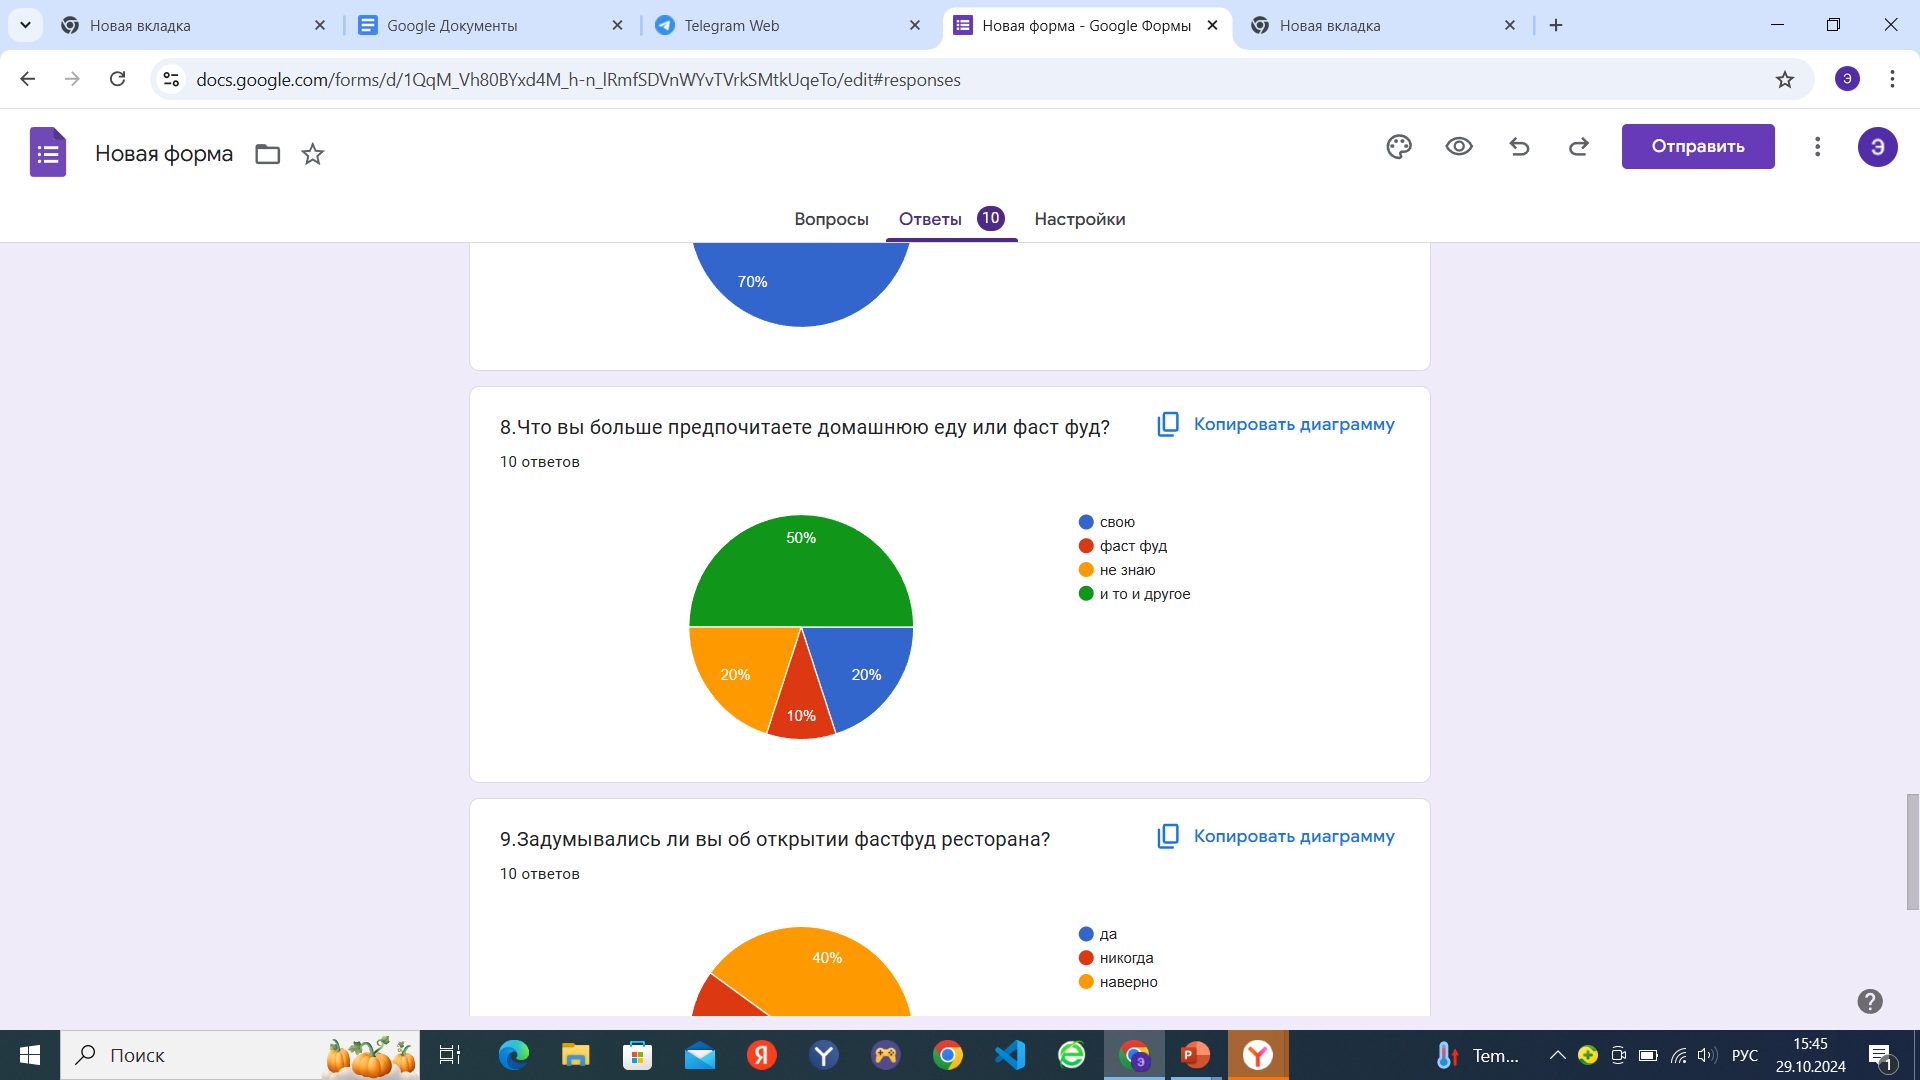 Новая вкладка
Google Документы
Telegram Web
Новая форма - Google Формы
Новая вкладка
docs.google.com/forms/d/1QqM_Vh80BYxd4M_h-n_lRmfSDVnWYvTVrkSMtkUqeTo/edit#responses
Э
Новая форма
Отправить
Э
Вопросы
Ответы
10
Настройки
70%
8.Что вы больше предпочитаете домашнюю еду или фаст фуд?
Копировать диаграмму
10 ответов
50%
20%
10%
20%
свою
фаст фуд
не знаю
и то и другое
9.Задумывались ли вы об открытии фастфуд ресторана?
Копировать диаграмму
10 ответов
40%
да
никогда
наверно
Поиск
Tem...
РУС
15:45
29.10.2024
1